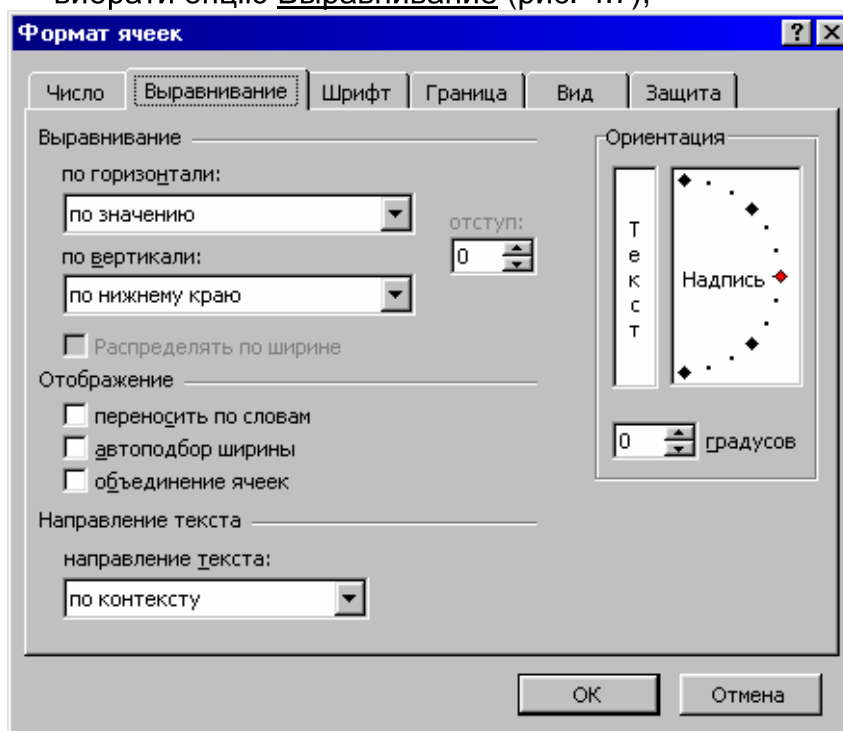 вибрати опцію Выравнивание (рис. 4.7);
Формат ячеек
Число Выравнивание Шрифт Граница Вид Защита
Выравнивание
по горизонтали:
по значению
отступ:
0
по вертикали:
по нижнему краю
Распределять по ширине
Отображение
переносить по словам
автоподбор ширины
объединение ячеек
Направление текста
направление текста:
по контексту
Ориентация
Текст
Надпись
0 градусов
ОК Отмена